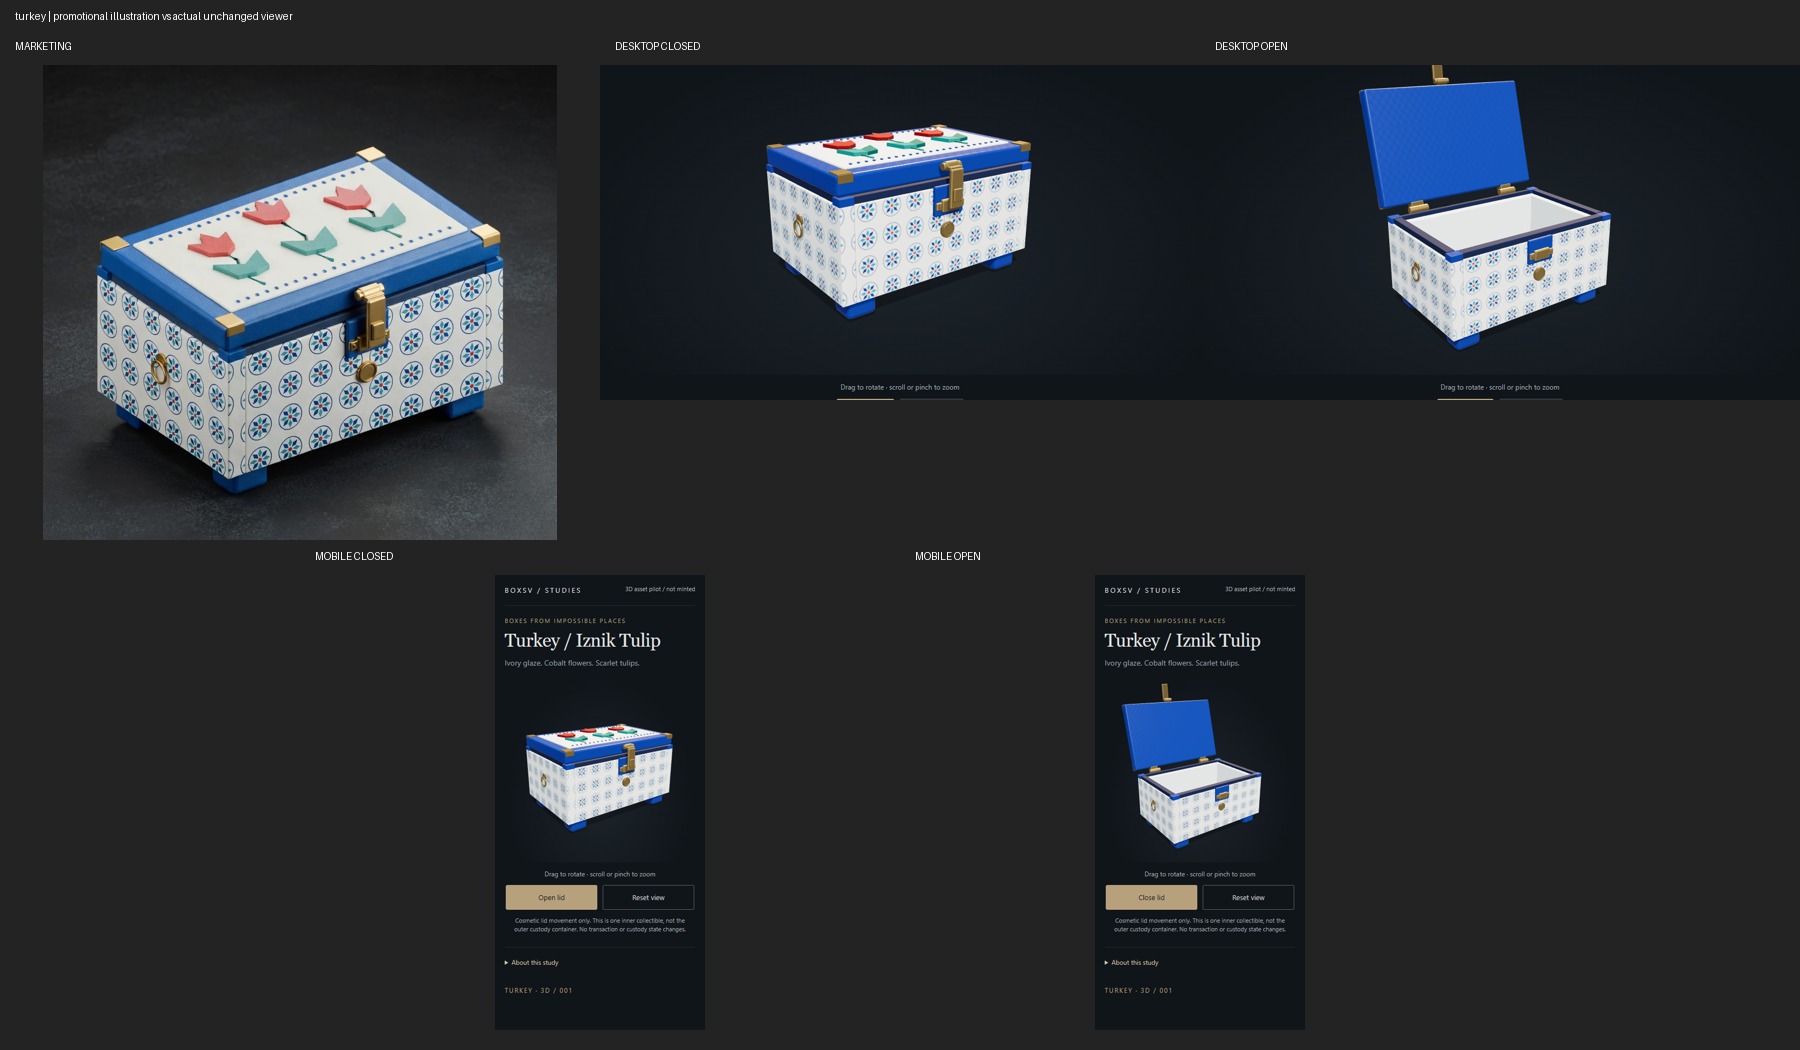 turkey | promotional illustration vs actual unchanged viewer
MARKETING
DESKTOP CLOSED
DESKTOP OPEN
Drag to rotate · scroll or pinch to zoom
Drag to rotate · scroll or pinch to zoom
MOBILE CLOSED
MOBILE OPEN
BOXSV / STUDIES
3D asset pilot / not minted
BOXES FROM IMPOSSIBLE PLACES
Turkey / Iznik Tulip
Ivory glaze. Cobalt flowers. Scarlet tulips.
Drag to rotate · scroll or pinch to zoom
Open lid
Reset view
Cosmetic lid movement only. This is one inner collectible, not the
outer custody container. No transaction or custody state changes.
▸ About this study
TURKEY - 3D / 001
BOXSV / STUDIES
3D asset pilot / not minted
BOXES FROM IMPOSSIBLE PLACES
Turkey / Iznik Tulip
Ivory glaze. Cobalt flowers. Scarlet tulips.
Drag to rotate · scroll or pinch to zoom
Close lid
Reset view
Cosmetic lid movement only. This is one inner collectible, not the
outer custody container. No transaction or custody state changes.
▸ About this study
TURKEY - 3D / 001